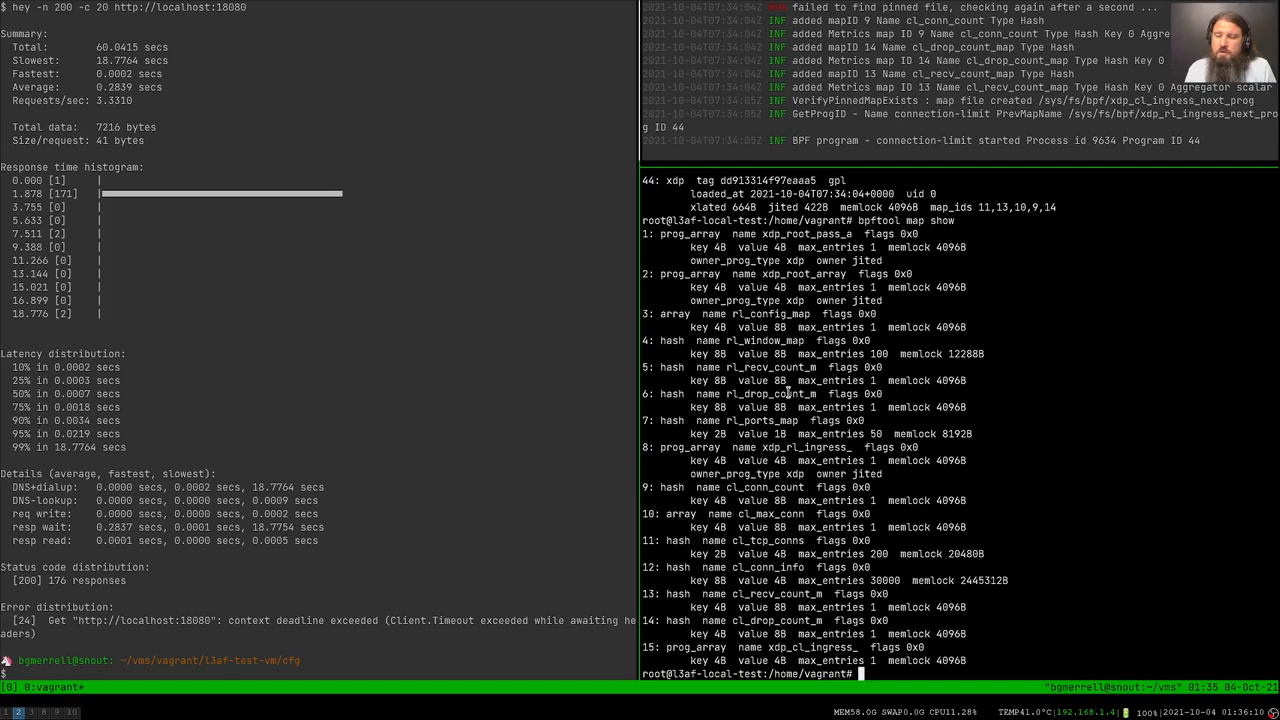 $ hey -n 200 -c 20 http://localhost:18080
Summary:
Total: 60.0415 secs
Slowest: 18.7764 secs
Fastest: 0.0002 secs
Average: 0.2839 secs
Requests/sec: 3.3310
Total data: 7216 bytes
Size/request: 41 bytes
Response time histogram:
0.000 [1] |
1.878 [171] |
3.755 [0] |
5.633 [0] |
7.511 [2] |
9.388 [0] |
11.266 [0] |
13.144 [0] |
15.021 [0] |
16.899 [0] |
18.776 [2] |
Latency distribution:
10% in 0.0002 secs
25% in 0.0003 secs
50% in 0.0007 secs
75% in 0.0018 secs
90% in 0.0034 secs
95% in 0.0219 secs
99% in 18.7764 secs
Details (average, fastest, slowest):
DNS+dialup: 0.0000 secs, 0.0002 secs, 18.7764 secs
DNS-lookup: 0.0000 secs, 0.0000 secs, 0.0009 secs
req write: 0.0000 secs, 0.0000 secs, 0.0002 secs
resp wait: 0.2837 secs, 0.0001 secs, 18.7754 secs
resp read: 0.0001 secs, 0.0000 secs, 0.0005 secs
Status code distribution:
[200] 176 responses
Error distribution:
[24] Get "http://localhost:18080": context deadline exceeded (Client.Timeout exceeded while awaiting he
aders)
bgmerrell@snout: ~/vms/vagrant/l3af-test-vm/cfg
$
2021-10-04T07:34:04Z failed to find pinned file, checking again after a second ...
2021-10-04T07:34:04Z INF added mapID 9 Name cl_conn_count Type Hash
2021-10-04T07:34:04Z INF added Metrics map ID 9 Name cl_conn_count Type Hash Key 0 Aggre
2021-10-04T07:34:04Z INF added mapID 14 Name cl_drop_count_map Type Hash
2021-10-04T07:34:04Z INF added Metrics map ID 14 Name cl_drop_count_map Type Hash Key 0
2021-10-04T07:34:04Z INF added mapID 13 Name cl_recv_count_map Type Hash
2021-10-04T07:34:04Z INF added Metrics map ID 13 Name cl_recv_count_map Type Hash Key 0 Aggregator scalar
2021-10-04T07:34:05Z INF VerifyPinnedMapExists : map file created /sys/fs/bpf/xdp_cl_ingress_next_prog
2021-10-04T07:34:05Z INF GetProgID - Name connection-limit PrevMapName /sys/fs/bpf/xdp_rl_ingress_next_pro
g ID 44
2021-10-04T07:34:05Z INF BPF program - connection-limit started Process id 9634 Program ID 44
44: xdp tag dd913314f97eaaa5 gpl
loaded_at 2021-10-04T07:34:04+0000 uid 0
xlated 664B jited 422B memlock 4096B map_ids 11,13,10,9,14
root@l3af-local-test:/home/vagrant# bpftool map show
1: prog_array name xdp_root_pass_a flags 0x0
key 4B value 4B max_entries 1 memlock 4096B
owner_prog_type xdp owner jited
2: prog_array name xdp_root_array flags 0x0
key 4B value 4B max_entries 1 memlock 4096B
owner_prog_type xdp owner jited
3: array name rl_config_map flags 0x0
key 4B value 8B max_entries 1 memlock 4096B
4: hash name rl_window_map flags 0x0
key 8B value 8B max_entries 100 memlock 12288B
5: hash name rl_recv_count_m flags 0x0
key 8B value 8B max_entries 1 memlock 4096B
6: hash name rl_drop_count_m flags 0x0
key 8B value 8B max_entries 1 memlock 4096B
7: hash name rl_ports_map flags 0x0
key 2B value 1B max_entries 50 memlock 8192B
8: prog_array name xdp_rl_ingress_ flags 0x0
key 4B value 4B max_entries 1 memlock 4096B
owner_prog_type xdp owner jited
9: hash name cl_conn_count flags 0x0
key 4B value 8B max_entries 1 memlock 4096B
10: array name cl_max_conn flags 0x0
key 4B value 8B max_entries 1 memlock 4096B
11: hash name cl_tcp_conns flags 0x0
key 2B value 1B max_entries 200 memlock 20480B
12: hash name cl_conn_info flags 0x0
key 8B value 4B max_entries 30000 memlock 2445312B
13: hash name cl_recv_count_m flags 0x0
key 4B value 8B max_entries 1 memlock 4096B
14: hash name cl_drop_count_m flags 0x0
key 4B value 8B max_entries 1 memlock 4096B
15: prog_array name xdp_cl_ingress_ flags 0x0
key 4B value 4B max_entries 1 memlock 4096B
root@l3af-local-test:/home/vagrant#
[0] 0:vagrant* "bgmerrell@snout:~/vms" 01:35 04-Oct-21
1 2 3 8 9 10 MEM58.0G SWAP0.0G CPU11.28% TEMP41.0°C|192.168.1.4| 100%|2021-10-04 01:36:10